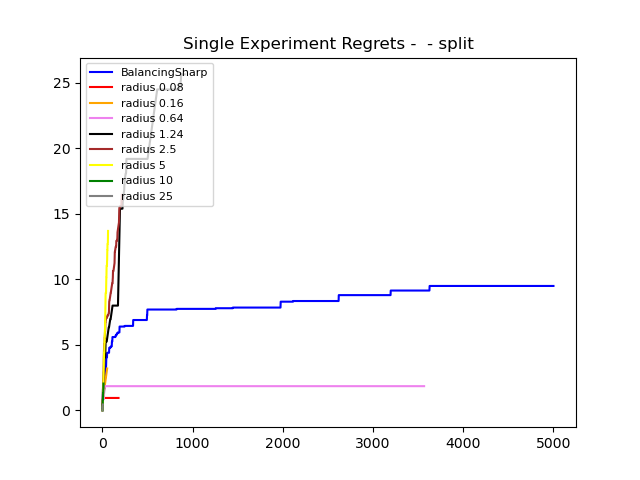 Single Experiment Regrets -  - split
25
20
15
10
5
0
BalancingSharp
radius 0.08
radius 0.16
radius 0.64
radius 1.24
radius 2.5
radius 5
radius 10
radius 25
0 1000 2000 3000 4000 5000